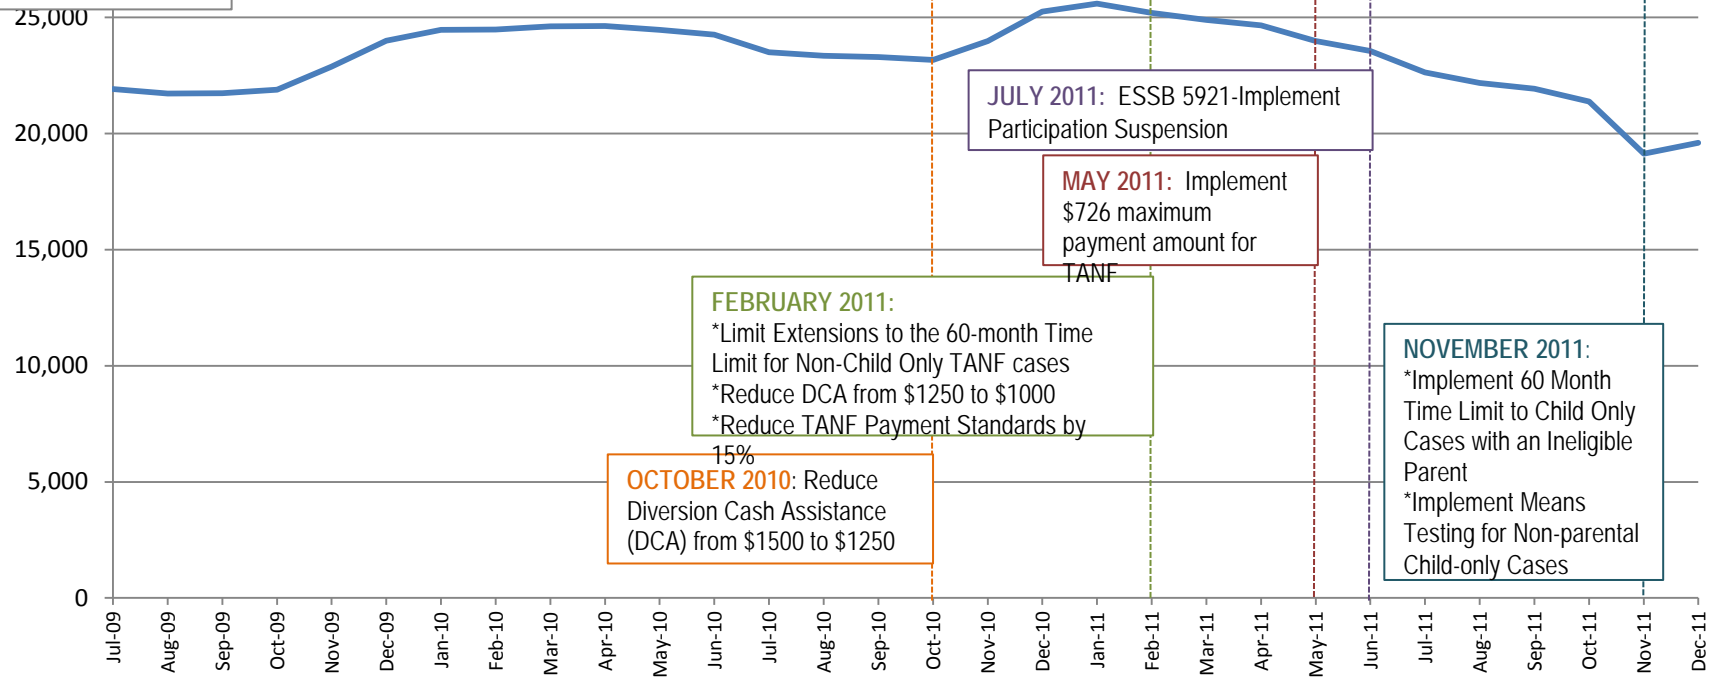 25,000
20,000
15,000
10,000
5,000
0
JULY 2011: ESSB 5921-Implement
Participation Suspension
MAY 2011: Implement
$726 maximum
payment amount for
TANF
FEBRUARY 2011:
*Limit Extensions to the 60-month Time
Limit for Non-Child Only TANF cases
*Reduce DCA from $1250 to $1000
*Reduce TANF Payment Standards by
15%
OCTOBER 2010: Reduce
Diversion Cash Assistance
(DCA) from $1500 to $1250
NOVEMBER 2011:
*Implement 60 Month
Time Limit to Child Only
Cases with an Ineligible
Parent
*Implement Means
Testing for Non-parental
Child-only Cases
Jul-09
Aug-09
Sep-09
Oct-09
Nov-09
Dec-09
Jan-10
Feb-10
Mar-10
Apr-10
May-10
Jun-10
Jul-10
Aug-10
Sep-10
Oct-10
Nov-10
Dec-10
Jan-11
Feb-11
Mar-11
Apr-11
May-11
Jun-11
Jul-11
Aug-11
Sep-11
Oct-11
Nov-11
Dec-11